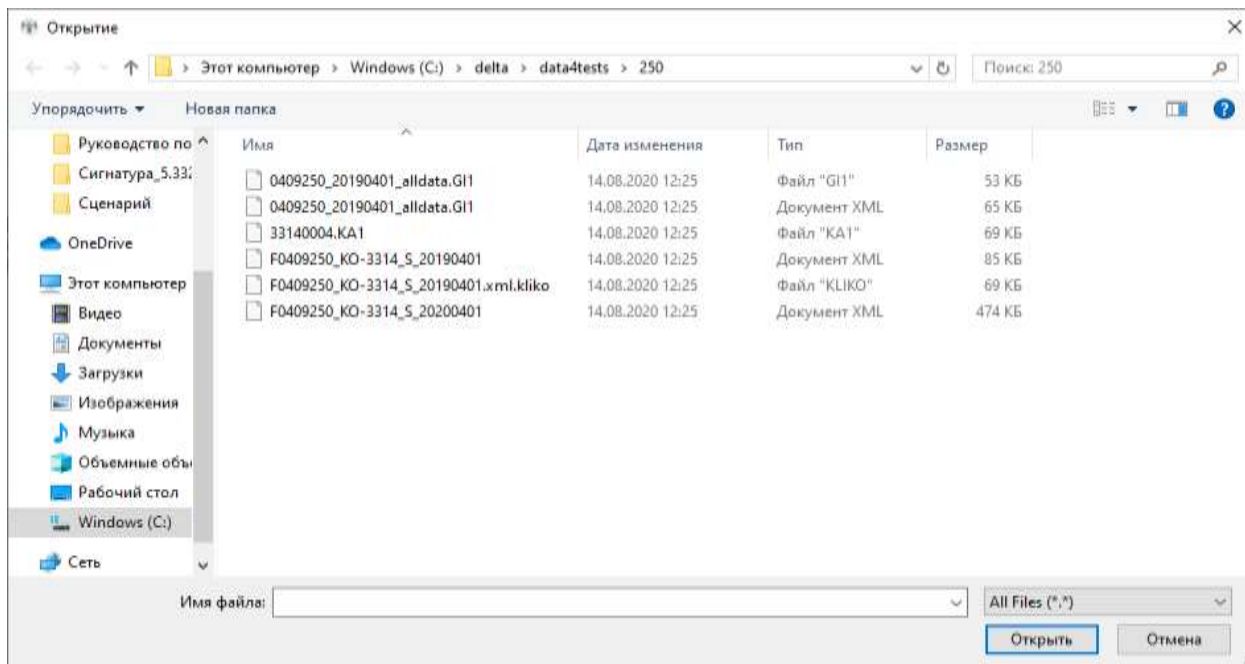 Открытие
Этот компьютер > Windows (C:) > delta > data4tests > 250
Поиск: 250
Упорядочить Новая папка
Руководство по
Сигнатура_5.332
Сценарий
OneDrive
Этот компьютер
Видео
Документы
Загрузки
Изображения
Музыка
Объемные объ
Рабочий стол
Windows (C:)
Сеть
Имя Дата изменения Тип Размер
0409250_20190401_alldata.GI1 14.08.2020 12:25 Файл "GI1" 53 КБ
0409250_20190401_alldata.GI1 14.08.2020 12:25 Документ XML 65 КБ
33140004.KA1 14.08.2020 12:25 Файл "KA1" 69 КБ
F0409250_KO-3314_S_20190401 14.08.2020 12:25 Документ XML 85 КБ
F0409250_KO-3314_S_20190401.xml.kliko 14.08.2020 12:25 Файл "KLIKO" 69 КБ
F0409250_KO-3314_S_20200401 14.08.2020 12:25 Документ XML 474 КБ
Имя файла:
All Files (*.*)
Открыть Отмена